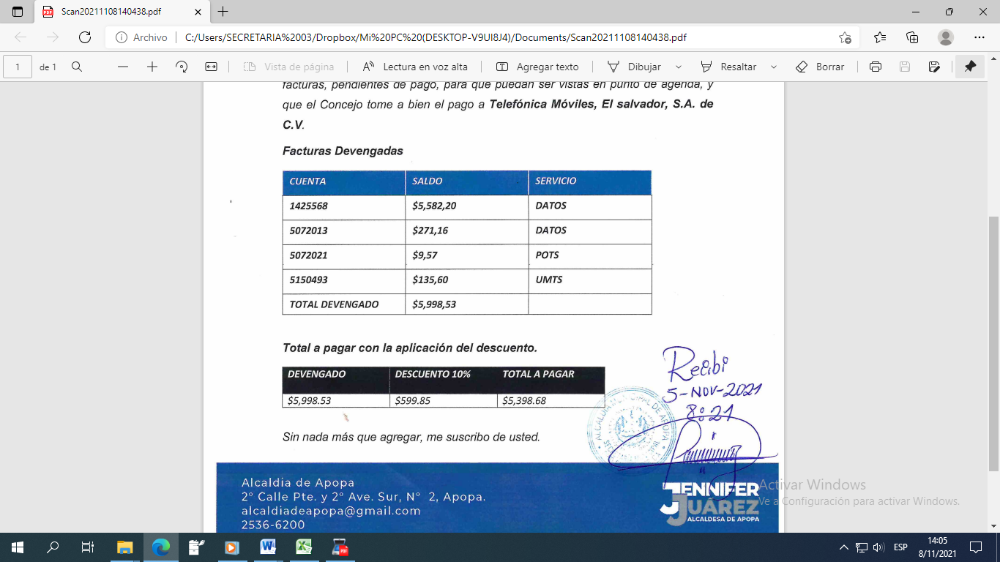 Scan20211108140438.pdf
Archivo
C:/Users/SECRETARIA%2003/Dropbox/Mi%20PC%20(DESKTOP-V9UI8J4)/Documents/Scan20211108140438.pdf
1 de 1
Vista de página
Lectura en voz alta
Agregar texto
Dibujar
Resaltar
Borrar
facturas, pendientes de pago, para que puedan ser vistas en punto de agenda, y
que el Concejo tome a bien el pago a Telefónica Móviles, El salvador, S.A. de
C.V.
Facturas Devengadas
CUENTA SALDO SERVICIO
1425568 $5,582,20 DATOS
5072013 $271,16 DATOS
5072021 $9,57 POTS
5150493 $135,60 UMTS
TOTAL DEVENGADO $5,998,53
Total a pagar con la aplicación del descuento.
DEVENGADO DESCUENTO 10% TOTAL A PAGAR
$5,998.53 $599.85 $5,398.68
Recibi
5-NOV-2021
8:21
Sin nada más que agregar, me suscribo de usted.
Alcaldia de Apopa
2° Calle Pte. y 2° Ave. Sur, N° 2, Apopa.
alcaldiadeapopa@gmail.com
2536-6200
JENNIFER
JUÁREZ
ALCALDESA DE APOPA
Activar Windows
Ve a Configuración para activar Windows.
ESP
14:05
8/11/2021